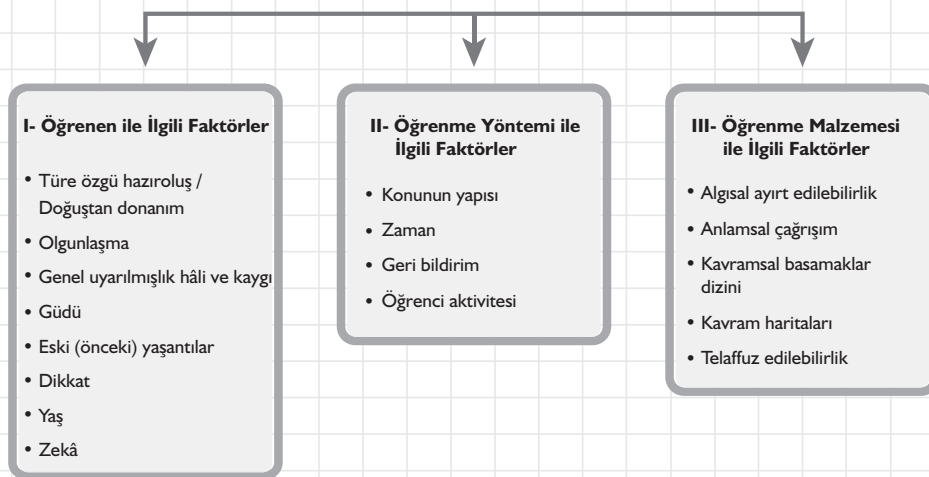 I- Öğrenen ile İlgili Faktörler
• Türe özgü hazıroluş /
Doğuştan donanım
• Olgunlaşma
• Genel uyarılmışlık hâli ve kaygı
• Güdü
• Eski (önceki) yaşantılar
• Dikkat
• Yaş
• Zekâ
II- Öğrenme Yöntemi ile
İlgili Faktörler
• Konunun yapısı
• Zaman
• Geri bildirim
• Öğrenci aktivitesi
III- Öğrenme Malzemesi
ile İlgili Faktörler
• Algısal ayırt edilebilirlik
• Anlamsal çağrışım
• Kavramsal basamaklar
dizini
• Kavram haritaları
• Telaffuz edilebilirlik